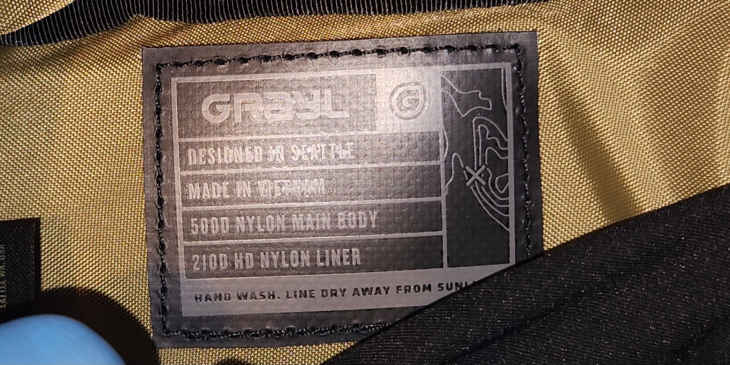 GRAYL
G
DESIGNED IN SEATTLE
MADE IN VIETNAM
500D NYLON MAIN BODY
210D HD NYLON LINER
HAND WASH. LINE DRY AWAY FROM